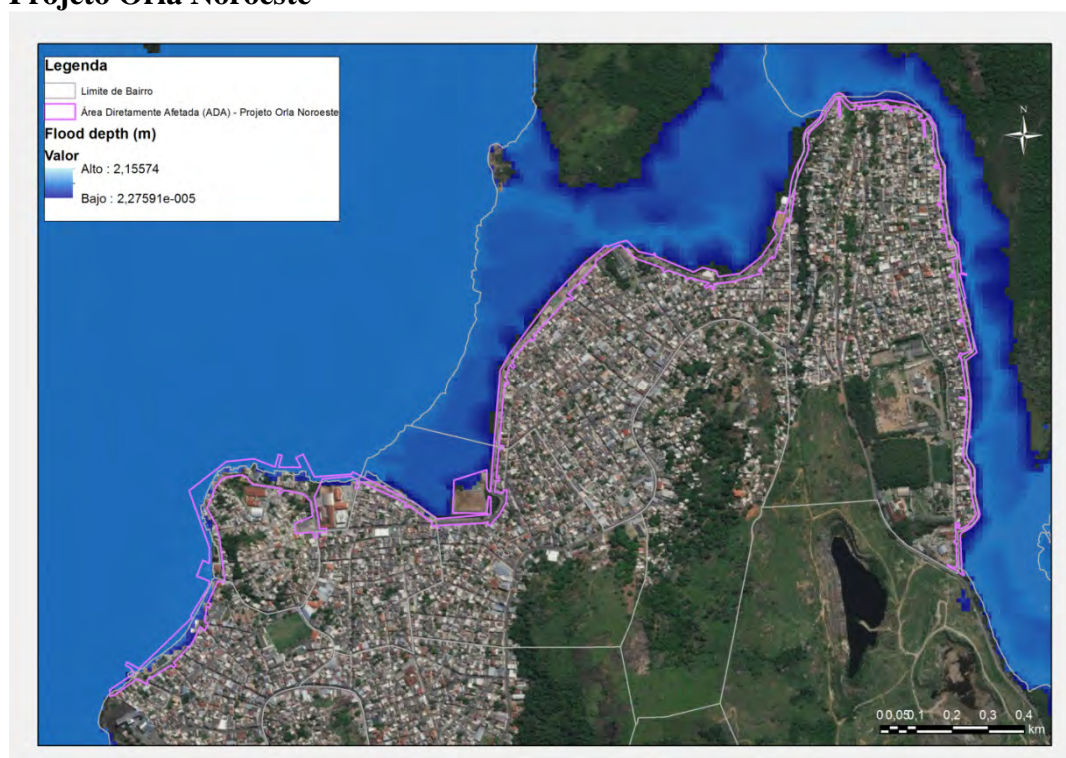 Projeto Orla Noroeste
Legenda
Limite de Bairro
Área Diretamente Afetada (ADA) - Projeto Orla Noroeste
Flood depth (m)
Valor
Alto : 2,15574
Bajo : 2,27591e-005
N
0 0,05 0,1 0,2 0,3 0,4
km